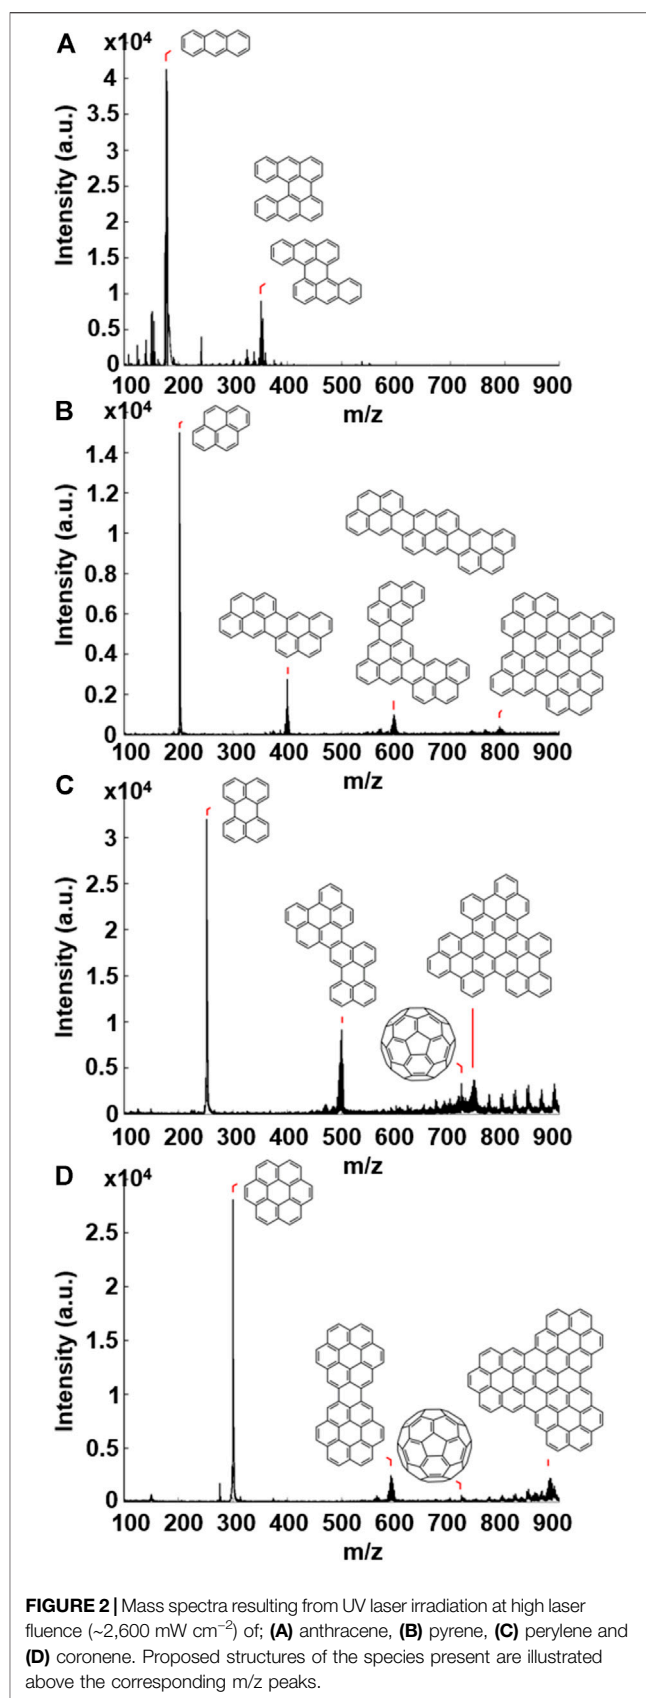 A
x10⁴
4
3.5
3
2.5
2
1.5
1
0.5
0
Intensity (a.u.)
100 200 300 400 500 600 700 800 900
m/z
B
x10⁴
1.4
1.2
1
0.8
0.6
0.4
0.2
0
Intensity (a.u.)
100 200 300 400 500 600 700 800 900
m/z
C
x10⁴
3
2.5
2
1.5
1
0.5
0
Intensity (a.u.)
100 200 300 400 500 600 700 800 900
m/z
D
x10⁴
2.5
2
1.5
1
0.5
0
Intensity (a.u.)
100 200 300 400 500 600 700 800 900
m/z
FIGURE 2 | Mass spectra resulting from UV laser irradiation at high laser
fluence (~2,600 mW cm⁻²) of; (A) anthracene, (B) pyrene, (C) perylene and
(D) coronene. Proposed structures of the species present are illustrated
above the corresponding m/z peaks.